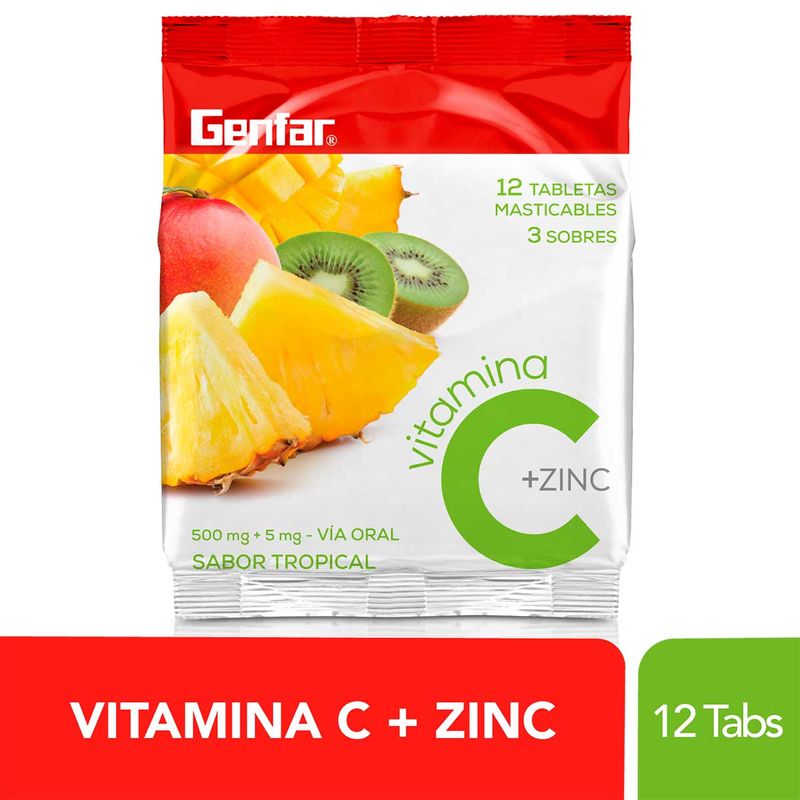 Genfar®
12 TABLETAS
MASTICABLES
3 SOBRES
vitamina
C
+ZINC
500 mg + 5 mg - VÍA ORAL
SABOR TROPICAL
VITAMINA C + ZINC
12 Tabs